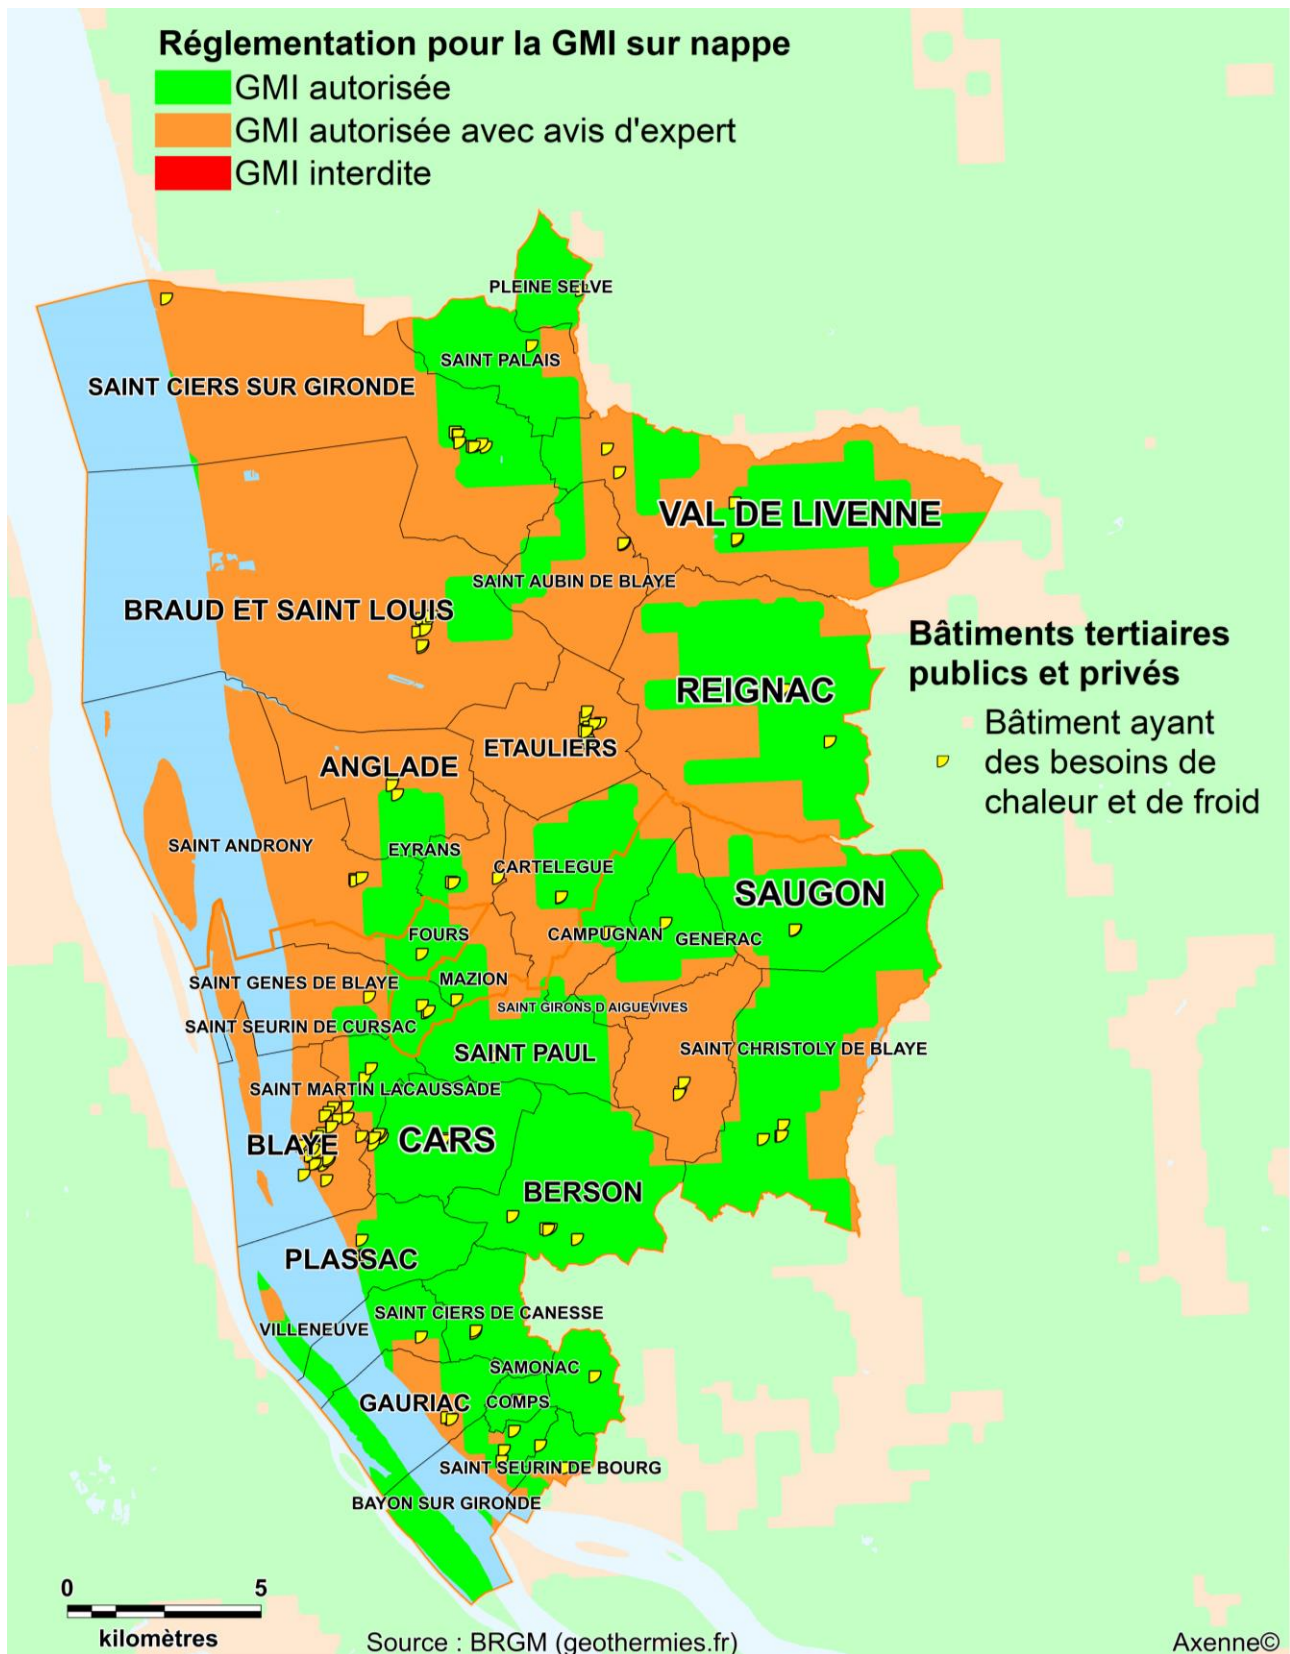 Réglementation pour la GMI sur nappe
GMI autorisée
GMI autorisée avec avis d'expert
GMI interdite
PLEINE SELVE
SAINT PALAIS
SAINT CIERS SUR GIRONDE
VAL DE LIVENNE
SAINT AUBIN DE BLAYE
BRAUD ET SAINT LOUIS
Bâtiments tertiaires
publics et privés
Bâtiment ayant
des besoins de
chaleur et de froid
REIGNAC
ETAULIERS
ANGLADE
SAINT ANDRONY
EYRANS
CARTELEGUE
SAUGON
FOURS
CAMPUGNAN
GENERAC
SAINT GENES DE BLAYE
MAZION
SAINT GIRONS D AIGUEVIVES
SAINT SEURIN DE CURSAC
SAINT PAUL
SAINT CHRISTOLY DE BLAYE
SAINT MARTIN LACAUSSADE
BLAYE
CARS
BERSON
PLASSAC
SAINT CIERS DE CANESSE
VILLENEUVE
SAMONAC
GAURIAC
COMPS
SAINT SEURIN DE BOURG
BAYON SUR GIRONDE
0 5
kilomètres
Source : BRGM (geothermies.fr)
Axenne©